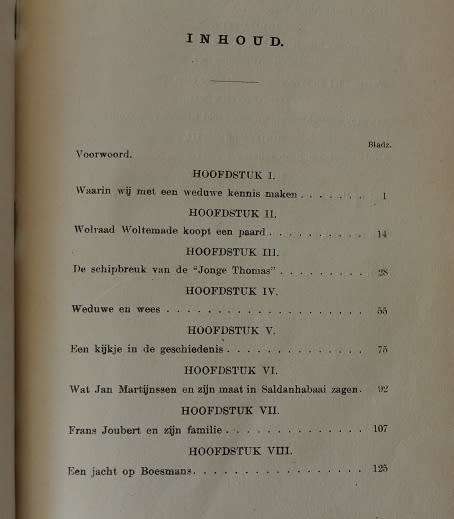 INHOUD.
Bladz.
Voorwoord.
HOOFDSTUK I.
Waarin wij met een weduwe kennis maken . . . . . . . 1
HOOFDSTUK II.
Wolraad Woltemade koopt een paard . . . . . . . . . . 14
HOOFDSTUK III.
De schipbreuk van de "Jonge Thomas" . . . . . . . . . 28
HOOFDSTUK IV.
Weduwe en wees . . . . . . . . . . . . . . . . . . 55
HOOFDSTUK V.
Een kijkje in de geschiedenis . . . . . . . . . . . . . 75
HOOFDSTUK VI.
Wat Jan Martijnssen en zijn maat in Saldanhabaai zagen . 92
HOOFDSTUK VII.
Frans Joubert en zijn familie . . . . . . . . . . . . . 107
HOOFDSTUK VIII.
Een jacht op Boesmans . . . . . . . . . . . . . . . . 125